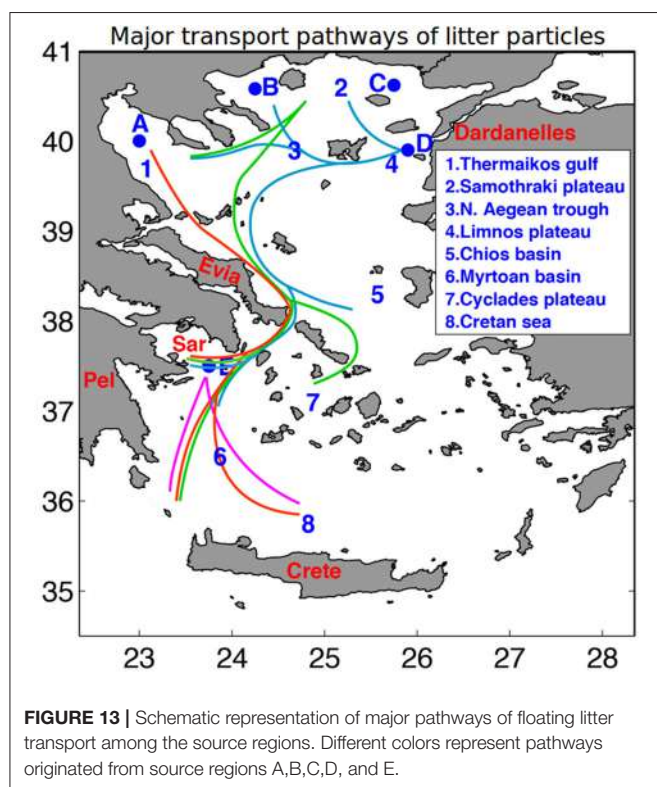 Major transport pathways of litter particles
41
40
39
38
37
36
35
23
24
25
26
27
28
A
B
C
D
E
1
2
3
4
5
6
7
8
Dardanelles
Evia
Sar
Pel
Crete
1.Thermaikos gulf
2.Samothraki plateau
3.N. Aegean trough
4.Limnos plateau
5.Chios basin
6.Myrtoan basin
7.Cyclades plateau
8.Cretan sea
FIGURE 13 | Schematic representation of major pathways of floating litter
transport among the source regions. Different colors represent pathways
originated from source regions A,B,C,D, and E.